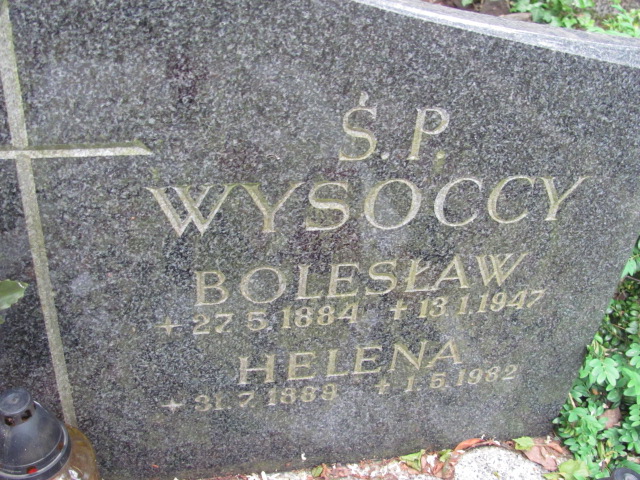 Ś.P.
WYSOCCY
BOLESŁAW
+ 27.5.1884 + 13.1.1947
HELENA
+ 31.7.1889 + 1.5.1982